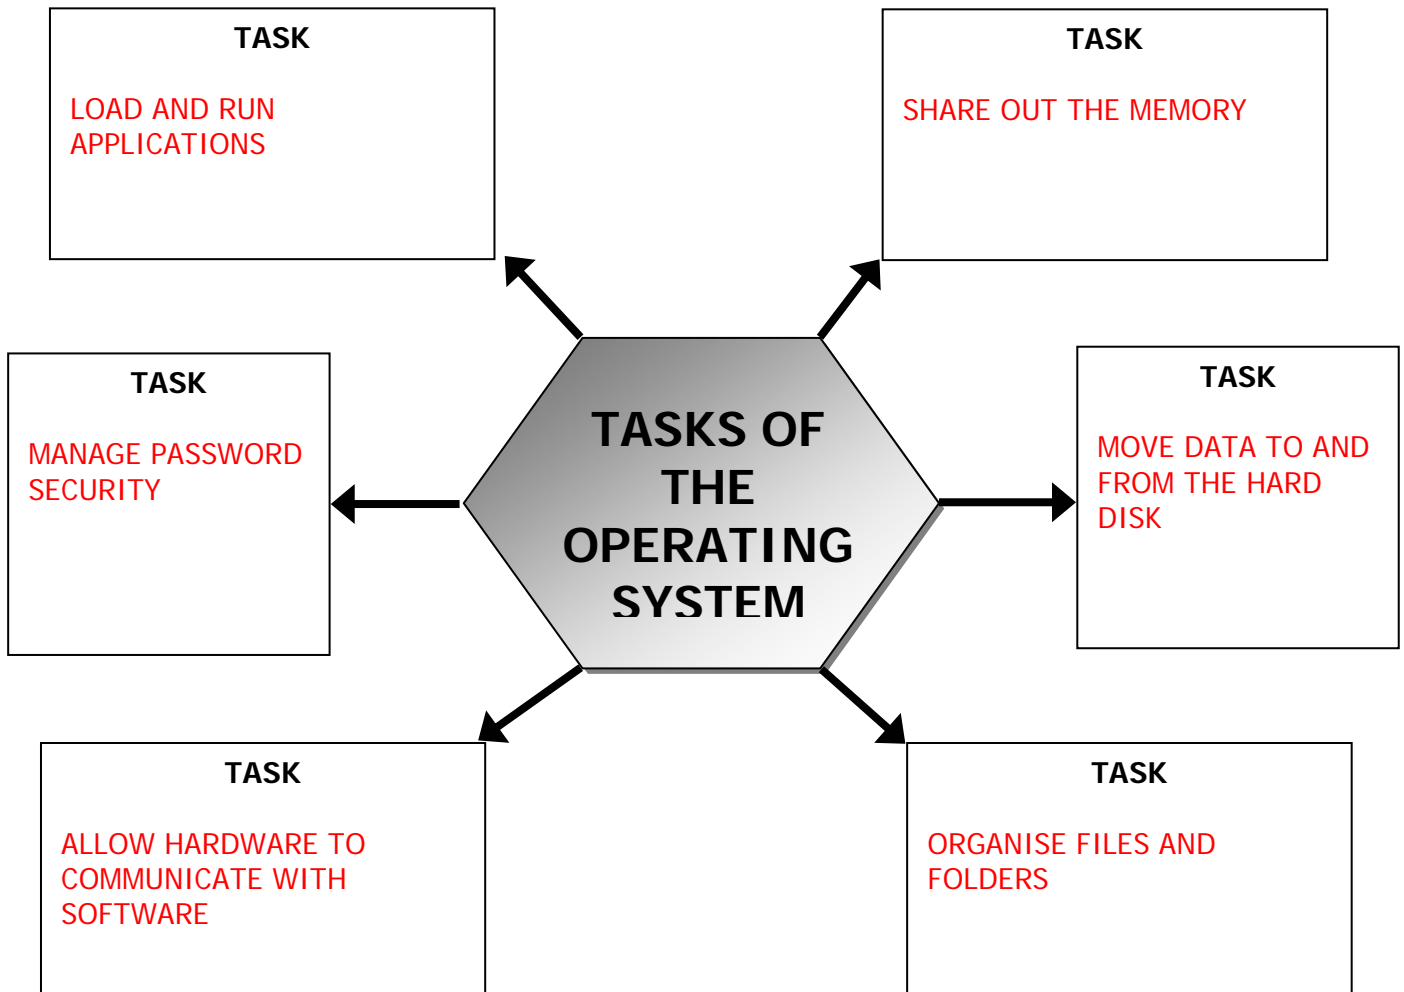 TASK
LOAD AND RUN
APPLICATIONS
TASK
SHARE OUT THE MEMORY
TASK
MANAGE PASSWORD
SECURITY
TASKS OF
THE
OPERATING
SYSTEM
TASK
MOVE DATA TO AND
FROM THE HARD
DISK
TASK
ALLOW HARDWARE TO
COMMUNICATE WITH
SOFTWARE
TASK
ORGANISE FILES AND
FOLDERS